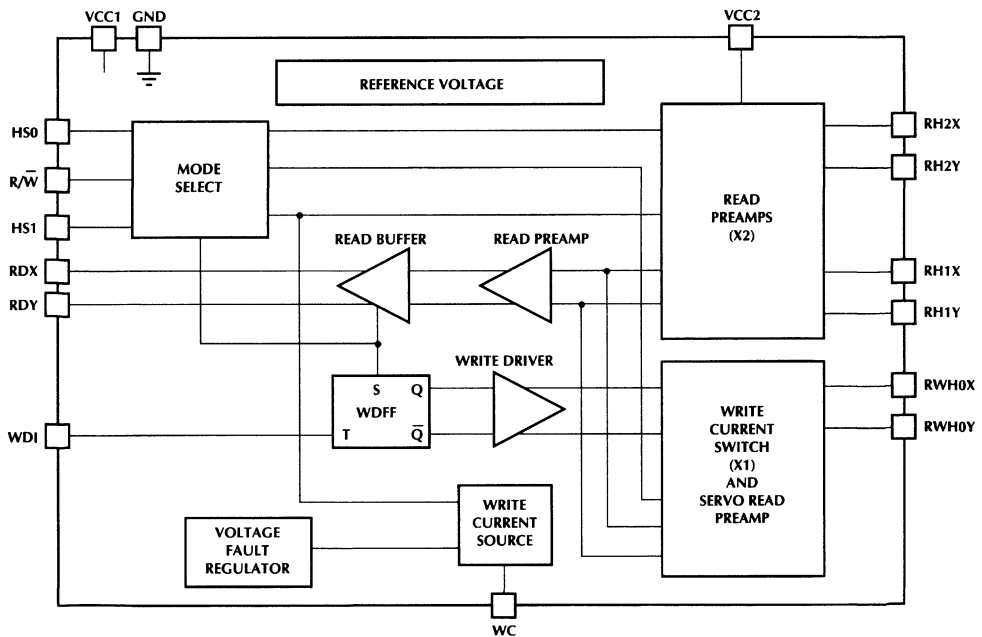 VCC1 GND
VCC2
REFERENCE VOLTAGE
HS0
R/W̅
HS1
RDX
RDY
WDI
MODE
SELECT
READ BUFFER
READ PREAMP
READ
PREAMPS
(X2)
RH2X
RH2Y
RH1X
RH1Y
WRITE DRIVER
S Q
WDFF
T Q̅
WRITE
CURRENT
SWITCH
(X1)
AND
SERVO READ
PREAMP
RWH0X
RWH0Y
VOLTAGE
FAULT
REGULATOR
WRITE
CURRENT
SOURCE
WC